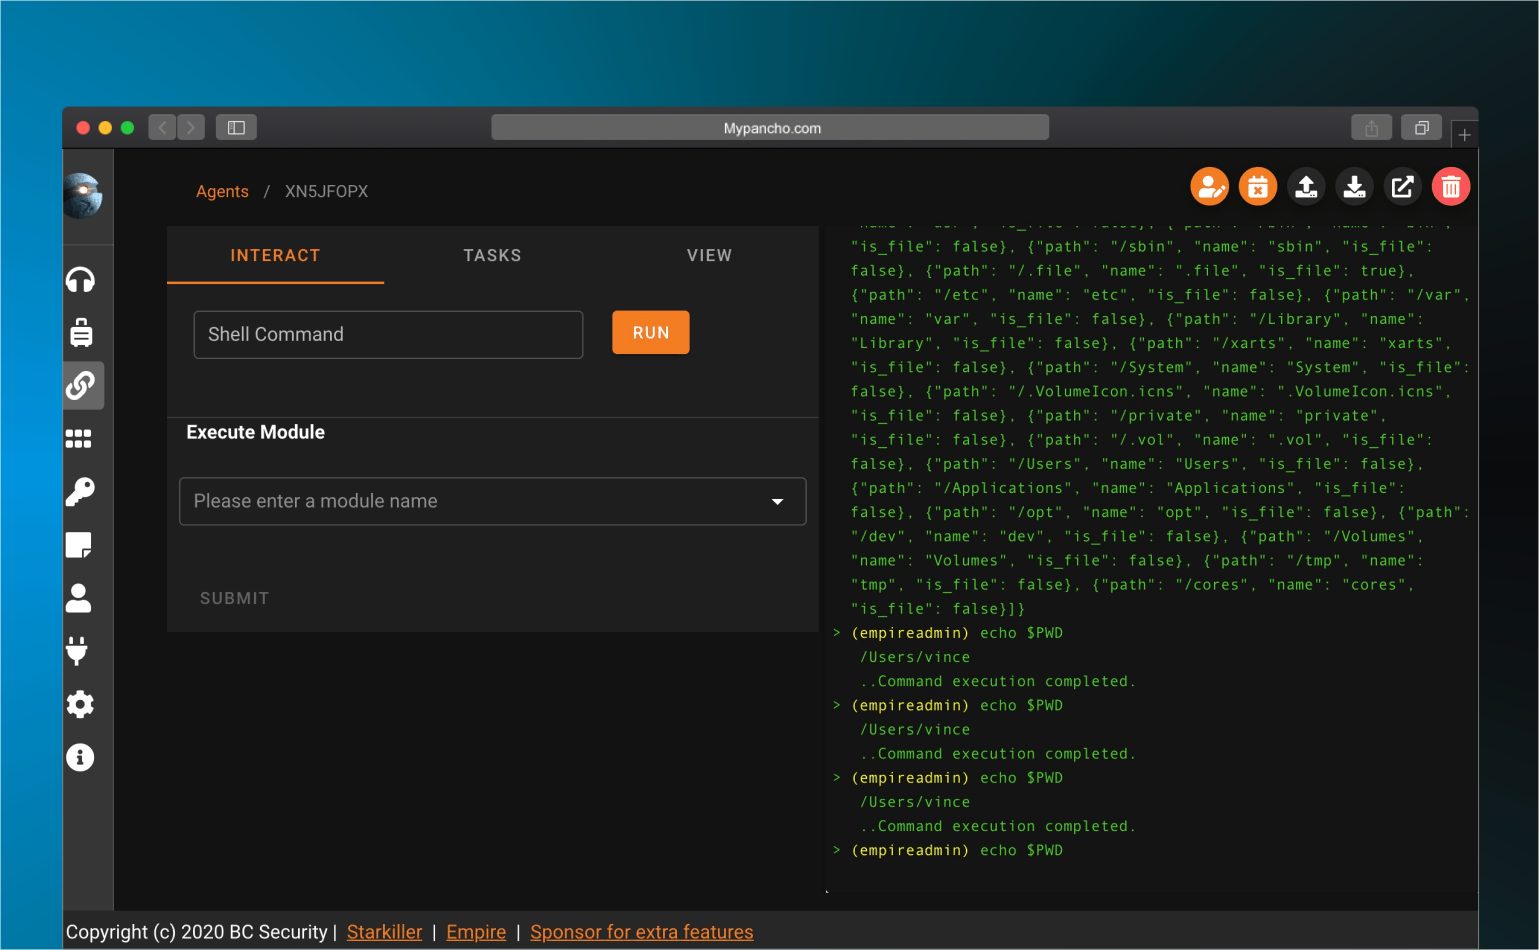 Mypancho.com
Agents / XN5JFOPX
INTERACT TASKS VIEW
Shell Command
RUN
Execute Module
Please enter a module name
SUBMIT
"is_file": false}, {"path": "/sbin", "name": "sbin", "is_file":
false}, {"path": "/.file", "name": ".file", "is_file": true},
{"path": "/etc", "name": "etc", "is_file": false}, {"path": "/var",
"name": "var", "is_file": false}, {"path": "/Library", "name":
"Library", "is_file": false}, {"path": "/xarts", "name": "xarts",
"is_file": false}, {"path": "/System", "name": "System", "is_file":
false}, {"path": "/.VolumeIcon.icns", "name": ".VolumeIcon.icns",
"is_file": false}, {"path": "/private", "name": "private",
"is_file": false}, {"path": "/.vol", "name": ".vol", "is_file":
false}, {"path": "/Users", "name": "Users", "is_file": false},
{"path": "/Applications", "name": "Applications", "is_file":
false}, {"path": "/opt", "name": "opt", "is_file": false}, {"path":
"/dev", "name": "dev", "is_file": false}, {"path": "/Volumes",
"name": "Volumes", "is_file": false}, {"path": "/tmp", "name":
"tmp", "is_file": false}, {"path": "/cores", "name": "cores",
"is_file": false}]}
> (empireadmin) echo $PWD
/Users/vince
..Command execution completed.
> (empireadmin) echo $PWD
/Users/vince
..Command execution completed.
> (empireadmin) echo $PWD
/Users/vince
..Command execution completed.
> (empireadmin) echo $PWD
Copyright (c) 2020 BC Security | Starkiller | Empire | Sponsor for extra features